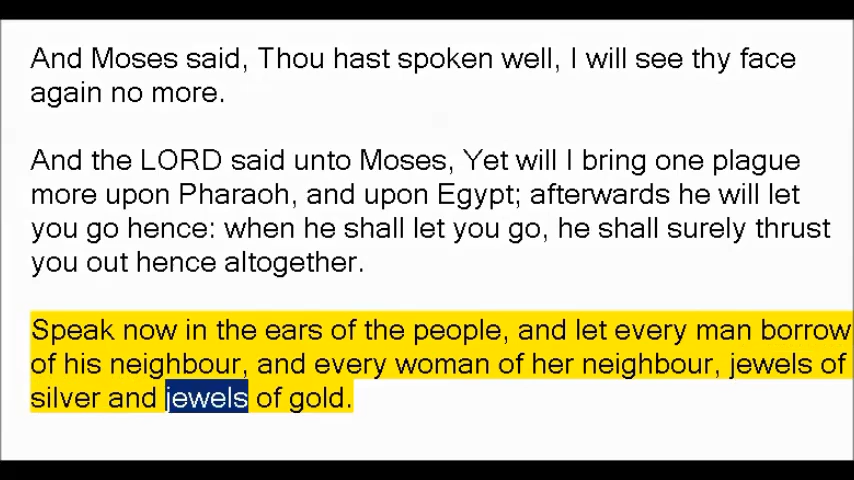 And Moses said, Thou hast spoken well, I will see thy face
again no more.
And the LORD said unto Moses, Yet will I bring one plague
more upon Pharaoh, and upon Egypt; afterwards he will let
you go hence: when he shall let you go, he shall surely thrust
you out hence altogether.
Speak now in the ears of the people, and let every man borrow
of his neighbour, and every woman of her neighbour, jewels of
silver and jewels of gold.